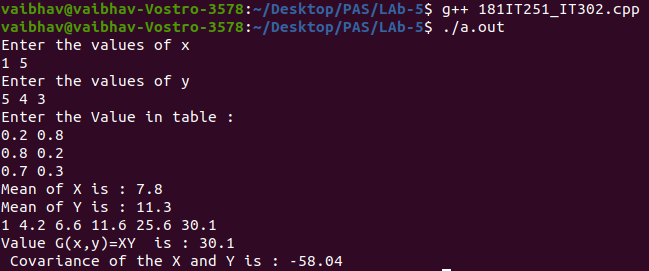 vaibhav@vaibhav-Vostro-3578:~/Desktop/PAS/LAb-5$ g++ 181IT251_IT302.cpp
vaibhav@vaibhav-Vostro-3578:~/Desktop/PAS/LAb-5$ ./a.out
Enter the values of x
1 5
Enter the values of y
5 4 3
Enter the Value in table :
0.2 0.8
0.8 0.2
0.7 0.3
Mean of X is : 7.8
Mean of Y is : 11.3
1 4.2 6.6 11.6 25.6 30.1
Value G(x,y)=XY  is : 30.1
 Covariance of the X and Y is : -58.04